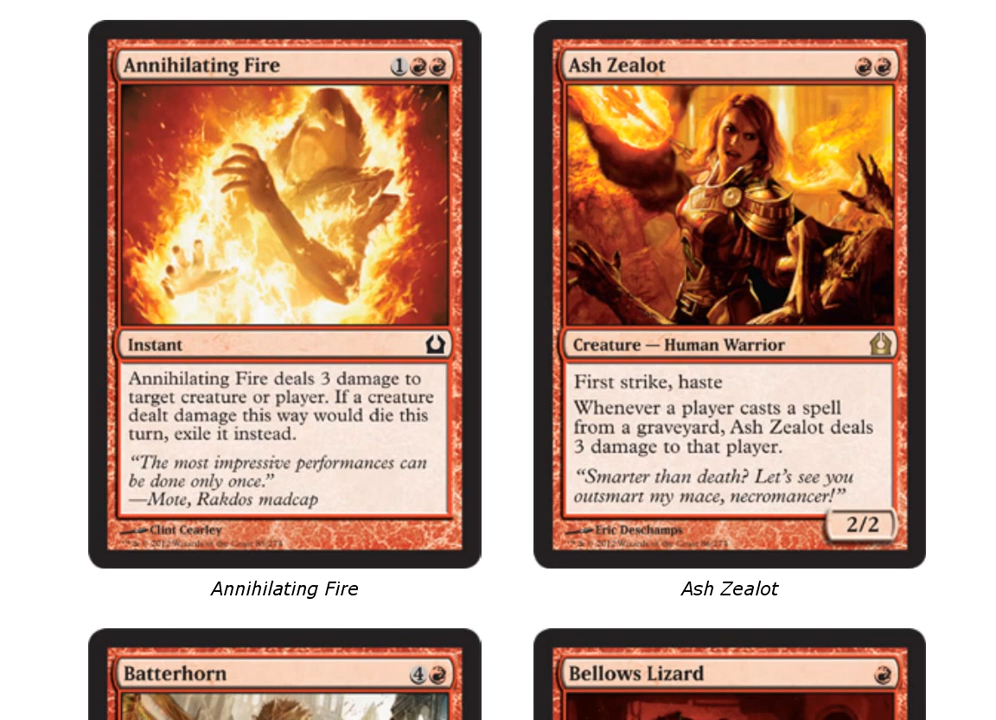 Annihilating Fire 1
Instant
Annihilating Fire deals 3 damage to
target creature or player. If a creature
dealt damage this way would die this
turn, exile it instead.
“The most impressive performances can
be done only once.”
—Mote, Rakdos madcap
Clint Cearley
Annihilating Fire
Ash Zealot
Creature — Human Warrior
First strike, haste
Whenever a player casts a spell
from a graveyard, Ash Zealot deals
3 damage to that player.
“Smarter than death? Let's see you
outsmart my mace, necromancer!”
2/2
Eric Deschamps
Ash Zealot
Batterhorn 4
Bellows Lizard